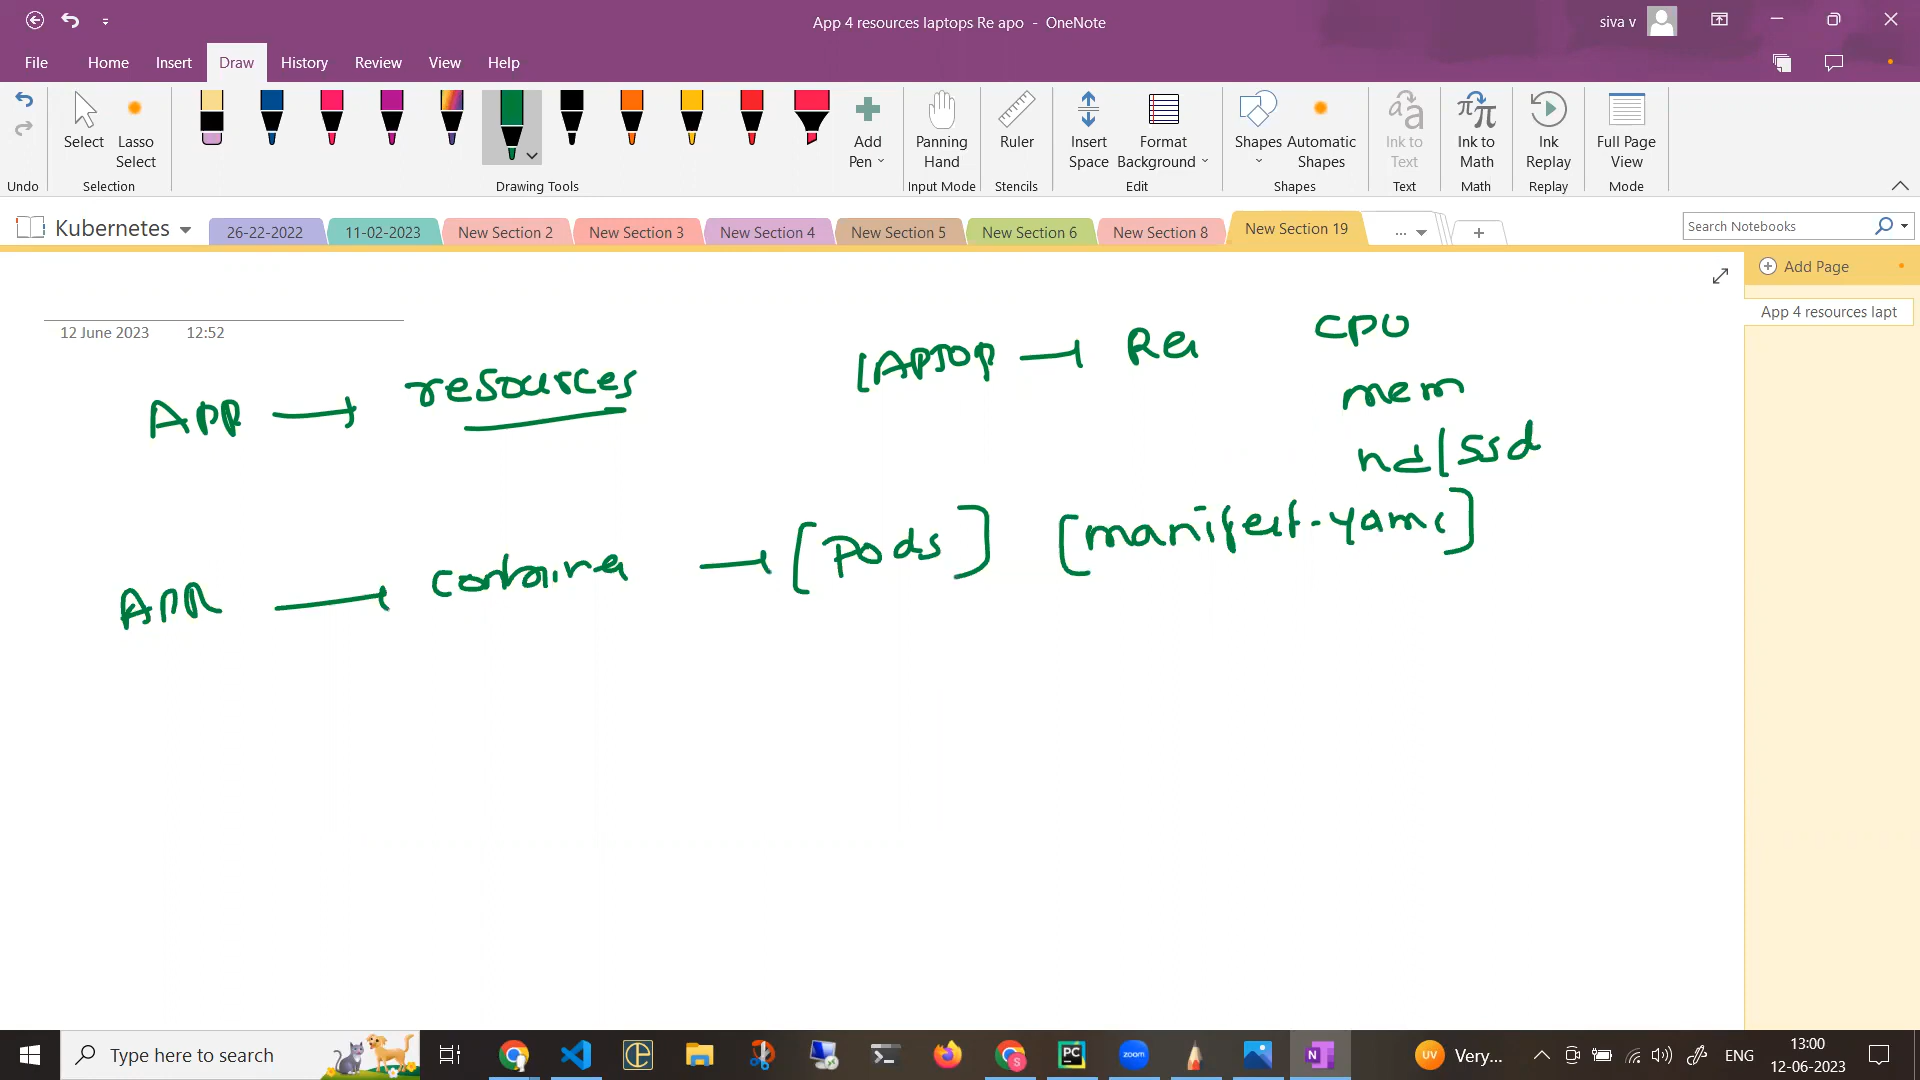 App 4 resources laptops Re apo - OneNote
siva v
File Home Insert Draw History Review View Help
Select
Lasso Select
Add Pen
Panning Hand
Ruler
Insert Space
Format Background
Shapes
Automatic Shapes
Ink to Text
Ink to Math
Ink Replay
Full Page View
Undo
Selection
Drawing Tools
Input Mode
Stencils
Edit
Shapes
Text
Math
Replay
Mode
Kubernetes
26-22-2022
11-02-2023
New Section 2
New Section 3
New Section 4
New Section 5
New Section 6
New Section 8
New Section 19
...
Search Notebooks
Add Page
App 4 resources lapt
12 June 2023 12:52
APP resources
LAPTOP Re
CPU
mem
hd/ssd
APP container [Pods] [manifest-yaml]
Type here to search
UV
Very...
ENG
13:00
12-06-2023
PC
zoom
N
S